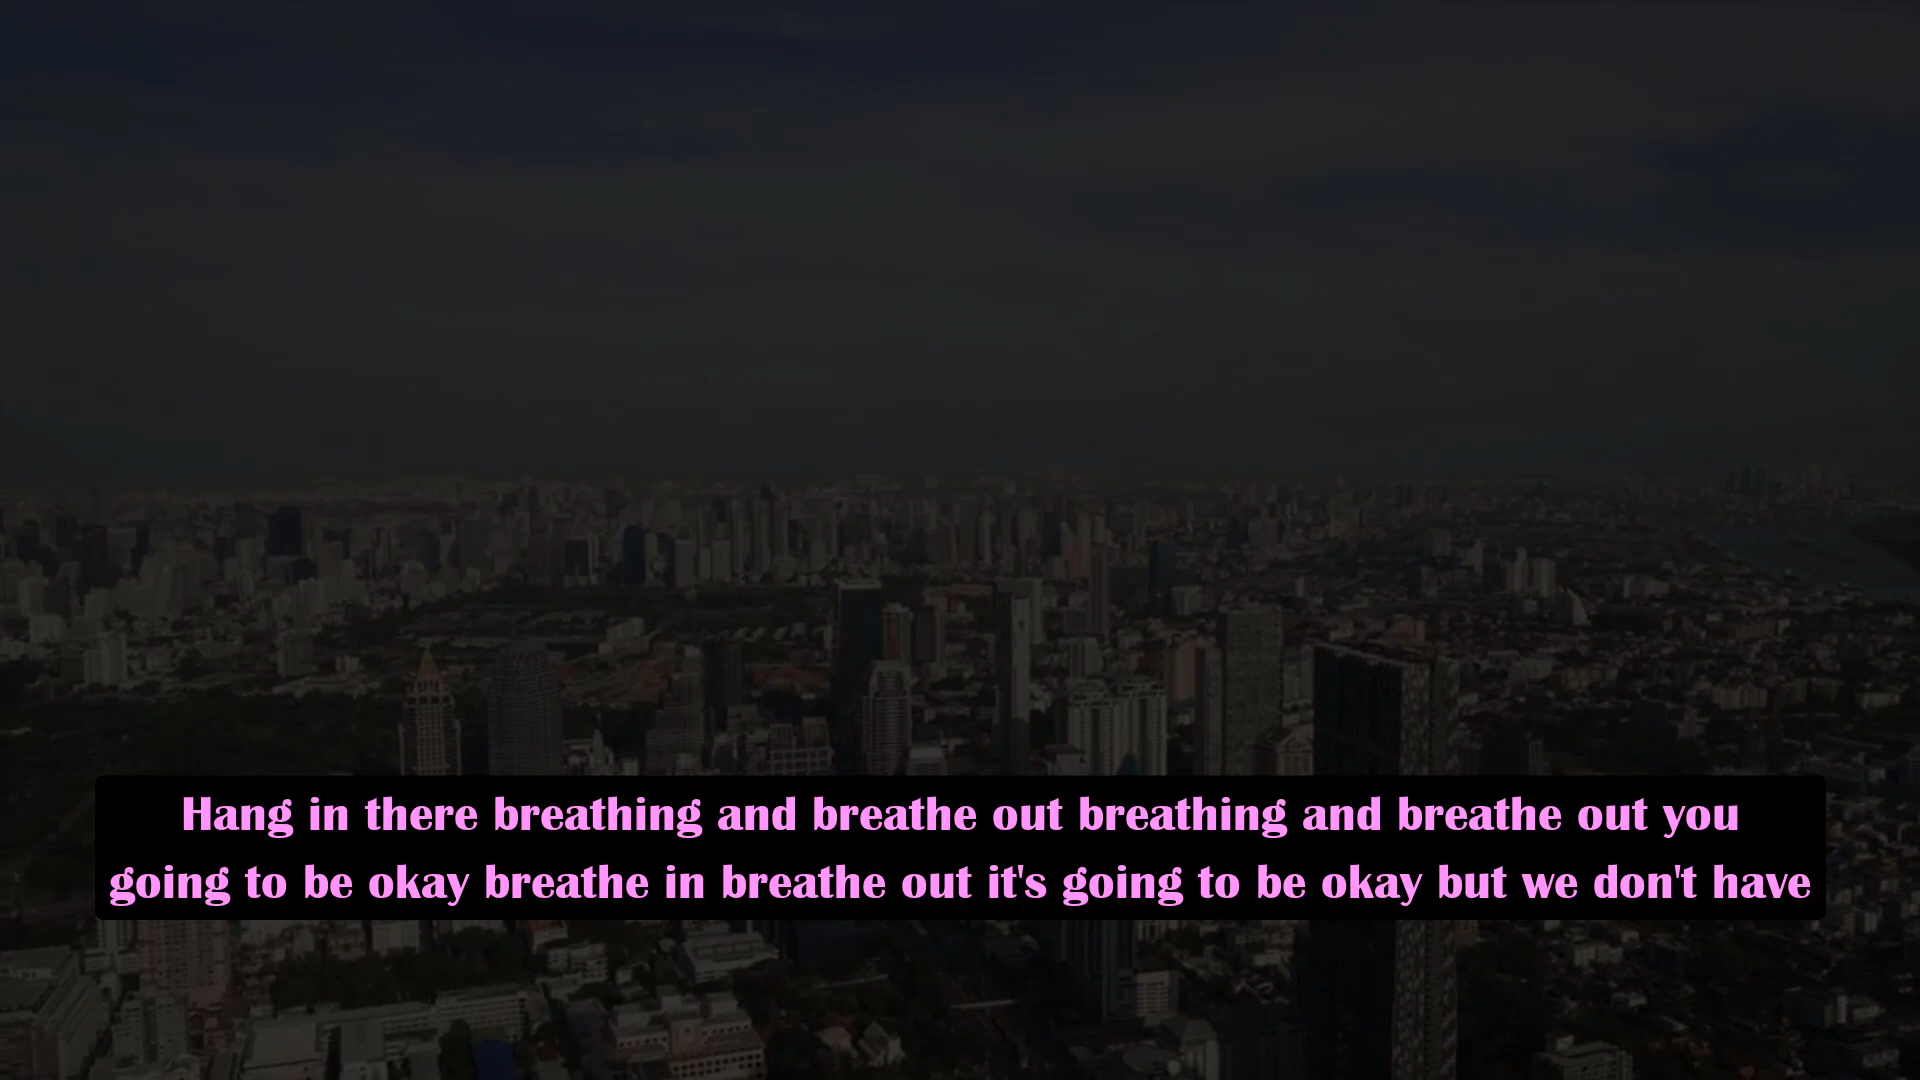 Hang in there breathing and breathe out breathing and breathe out you
going to be okay breathe in breathe out it's going to be okay but we don't have